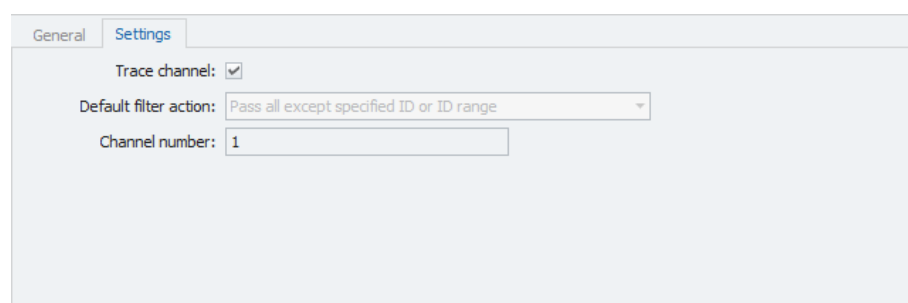 General Settings
Trace channel:
Default filter action: Pass all except specified ID or ID range
Channel number: 1